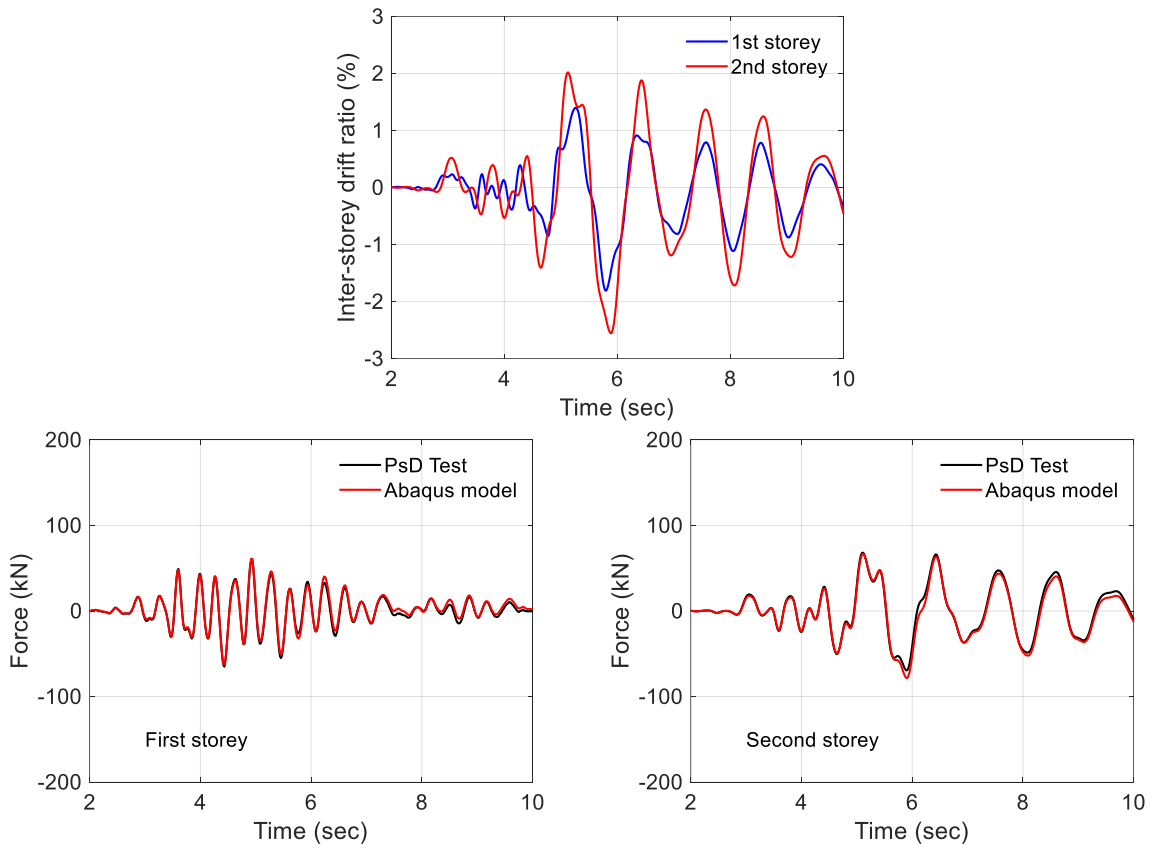 3
2
1
0
-1
-2
-3
Inter-storey drift ratio (%)
1st storey
2nd storey
2 4 6 8 10
Time (sec)
200
100
0
-100
-200
Force (kN)
PsD Test
Abaqus model
First storey
2 4 6 8 10
Time (sec)
200
100
0
-100
-200
Force (kN)
PsD Test
Abaqus model
Second storey
2 4 6 8 10
Time (sec)